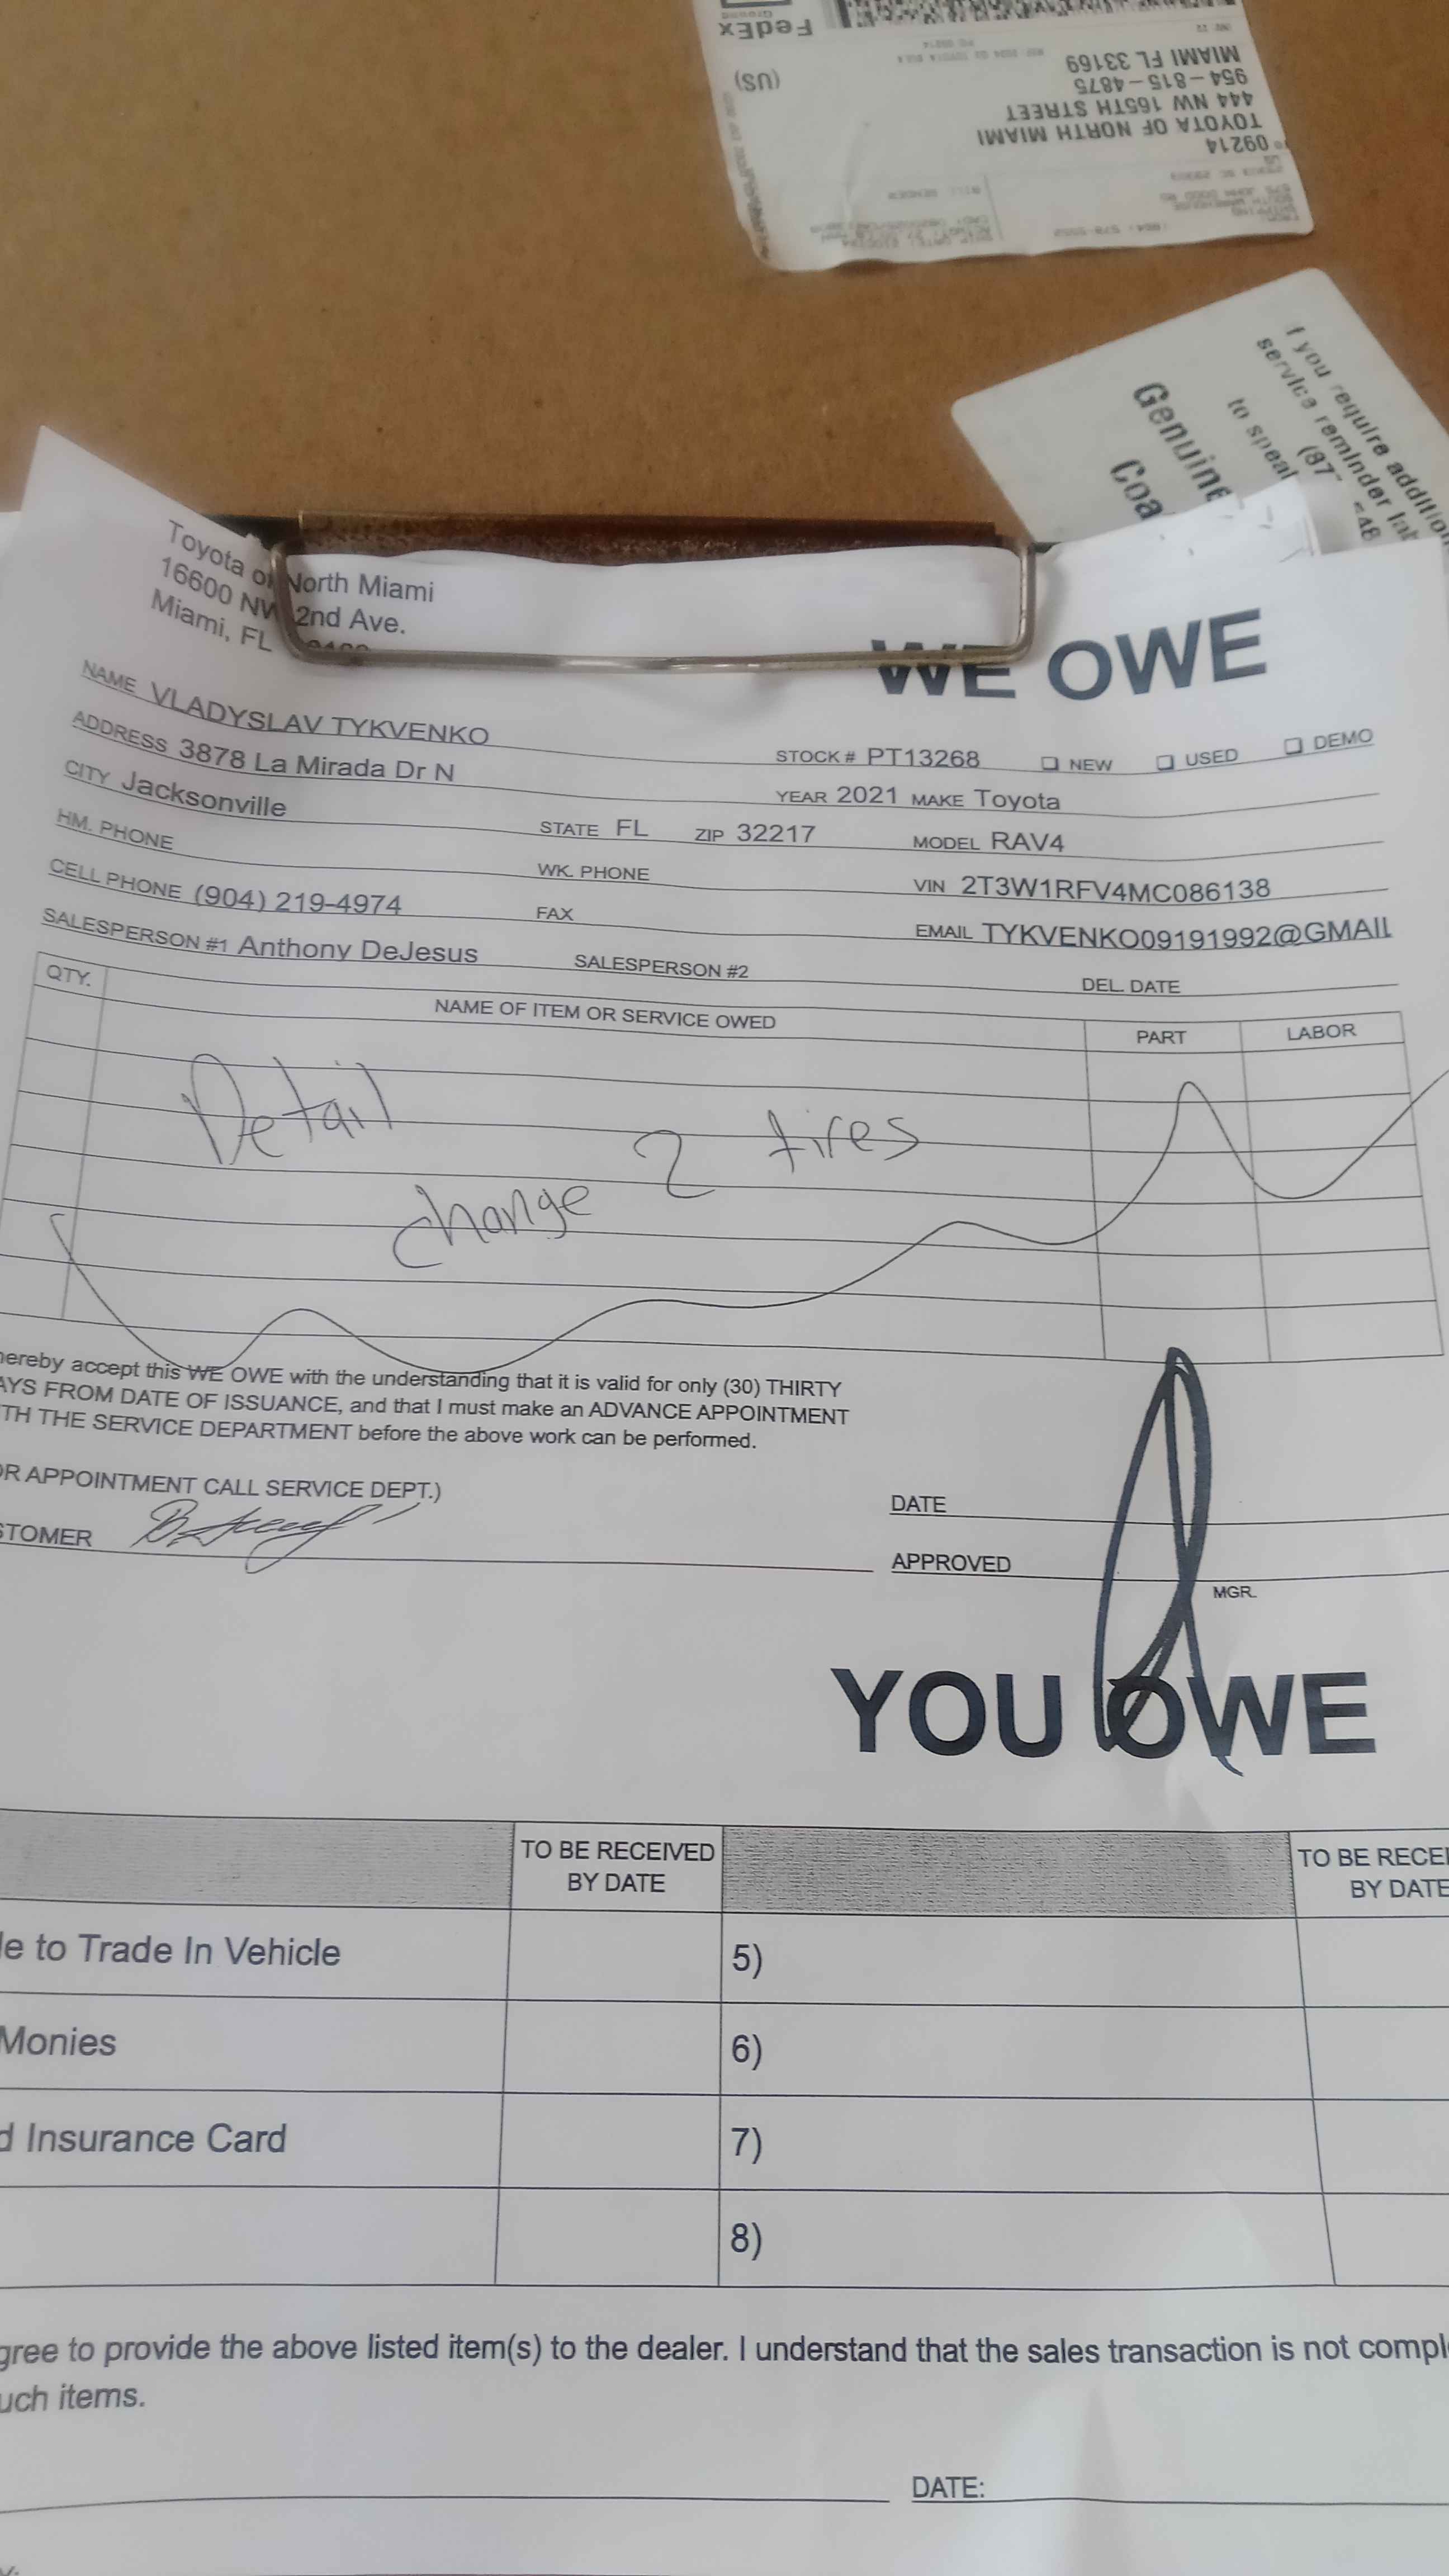 FedEx
Ground
(US)
MIAMI FL 33169
954-815-4875
444 NW 165TH STREET
TOYOTA OF NORTH MIAMI
09214
f you require addition
service reminder lab
to speak
(87
Genuine
Coa
Toyota of North Miami
16600 NW 2nd Ave.
Miami, FL
WE OWE
NAME VLADYSLAV TYKVENKO
STOCK # PT13268 ❑ NEW ❑ USED ❑ DEMO
ADDRESS 3878 La Mirada Dr N
YEAR 2021 MAKE Toyota
CITY Jacksonville STATE FL ZIP 32217 MODEL RAV4
HM. PHONE WK. PHONE VIN 2T3W1RFV4MC086138
CELL PHONE (904) 219-4974 FAX EMAIL TYKVENKO09191992@GMAIL
SALESPERSON #1 Anthony DeJesus SALESPERSON #2 DEL. DATE
QTY. NAME OF ITEM OR SERVICE OWED PART LABOR
Detail
change 2 tires
hereby accept this WE OWE with the understanding that it is valid for only (30) THIRTY
AYS FROM DATE OF ISSUANCE, and that I must make an ADVANCE APPOINTMENT
TH THE SERVICE DEPARTMENT before the above work can be performed.
OR APPOINTMENT CALL SERVICE DEPT.)
DATE
STOMER
APPROVED
MGR.
YOU OWE
TO BE RECEIVED
BY DATE
TO BE RECEI
BY DATE
le to Trade In Vehicle 5)
Monies 6)
d Insurance Card 7)
8)
gree to provide the above listed item(s) to the dealer. I understand that the sales transaction is not compl
uch items.
DATE: